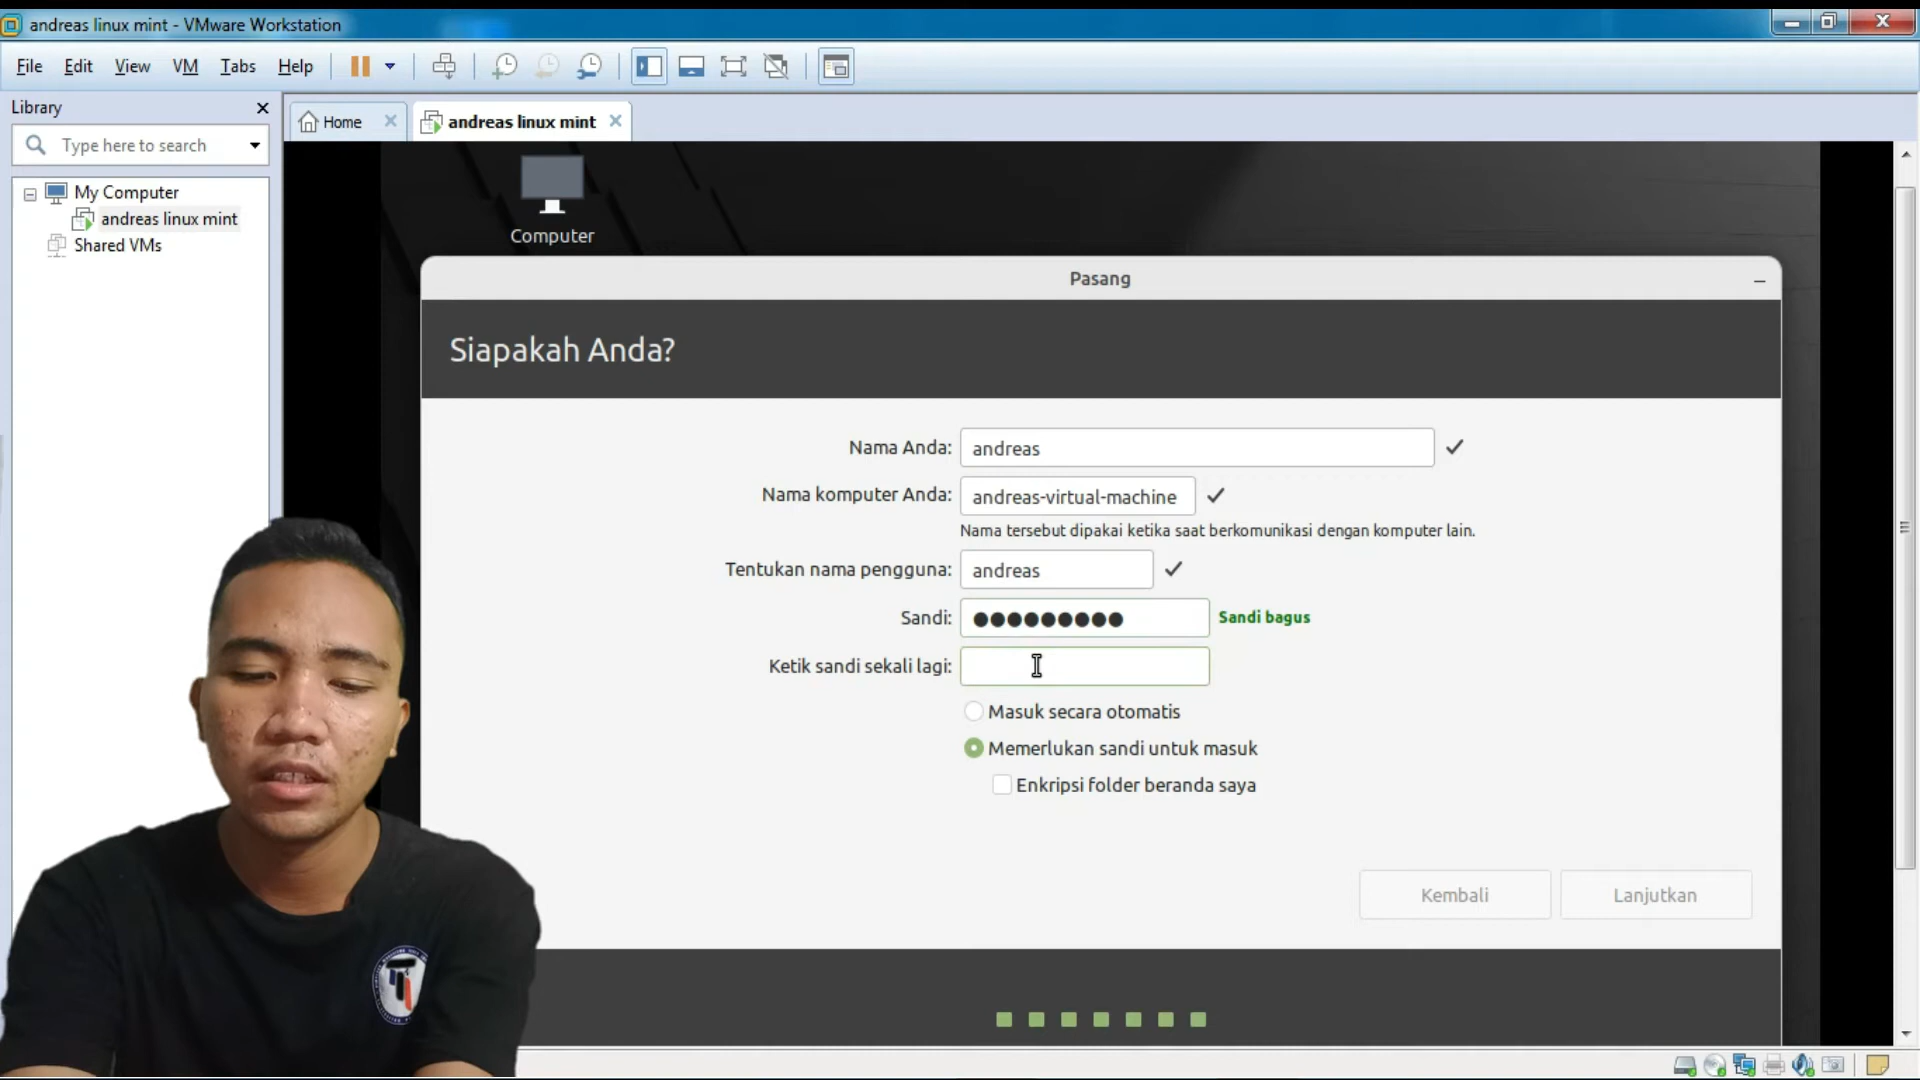 andreas linux mint - VMware Workstation
File Edit View VM Tabs Help
Library
Home
andreas linux mint
Type here to search
My Computer
andreas linux mint
Shared VMs
Computer
Pasang
Siapakah Anda?
Nama Anda: andreas
Nama komputer Anda: andreas-virtual-machine
Nama tersebut dipakai ketika saat berkomunikasi dengan komputer lain.
Tentukan nama pengguna: andreas
Sandi: ●●●●●●●●● Sandi bagus
Ketik sandi sekali lagi:
Masuk secara otomatis
Memerlukan sandi untuk masuk
Enkripsi folder beranda saya
Kembali
Lanjutkan